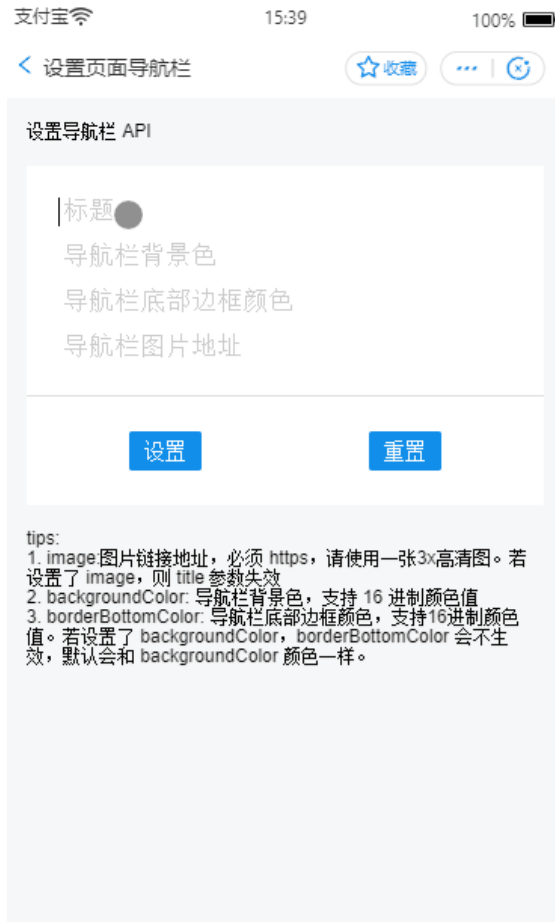 支付宝 15:39 100%
设置页面导航栏 收藏
设置导航栏 API
标题
导航栏背景色
导航栏底部边框颜色
导航栏图片地址
设置 重置
tips:
1. image:图片链接地址，必须 https，请使用一张3x高清图。若
设置了 image，则 title 参数失效
2. backgroundColor: 导航栏背景色，支持 16 进制颜色值
3. borderBottomColor: 导航栏底部边框颜色，支持16进制颜色
值。若设置了 backgroundColor，borderBottomColor 会不生
效，默认会和 backgroundColor 颜色一样。